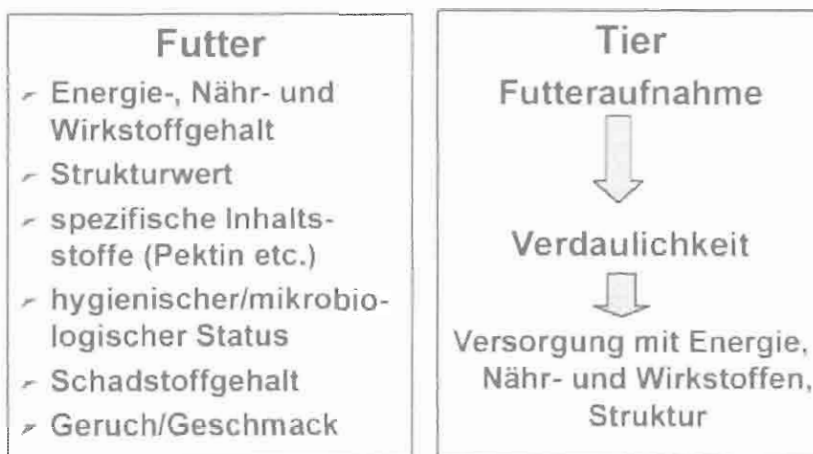 Futter
Energie-, Nähr- und
Wirkstoffgehalt
Strukturwert
spezifische Inhalts-
stoffe (Pektin etc.)
hygienischer/mikrobio-
logischer Status
Schadstoffgehalt
Geruch/Geschmack
Tier
Futteraufnahme
Verdaulichkeit
Versorgung mit Energie,
Nähr- und Wirkstoffen,
Struktur